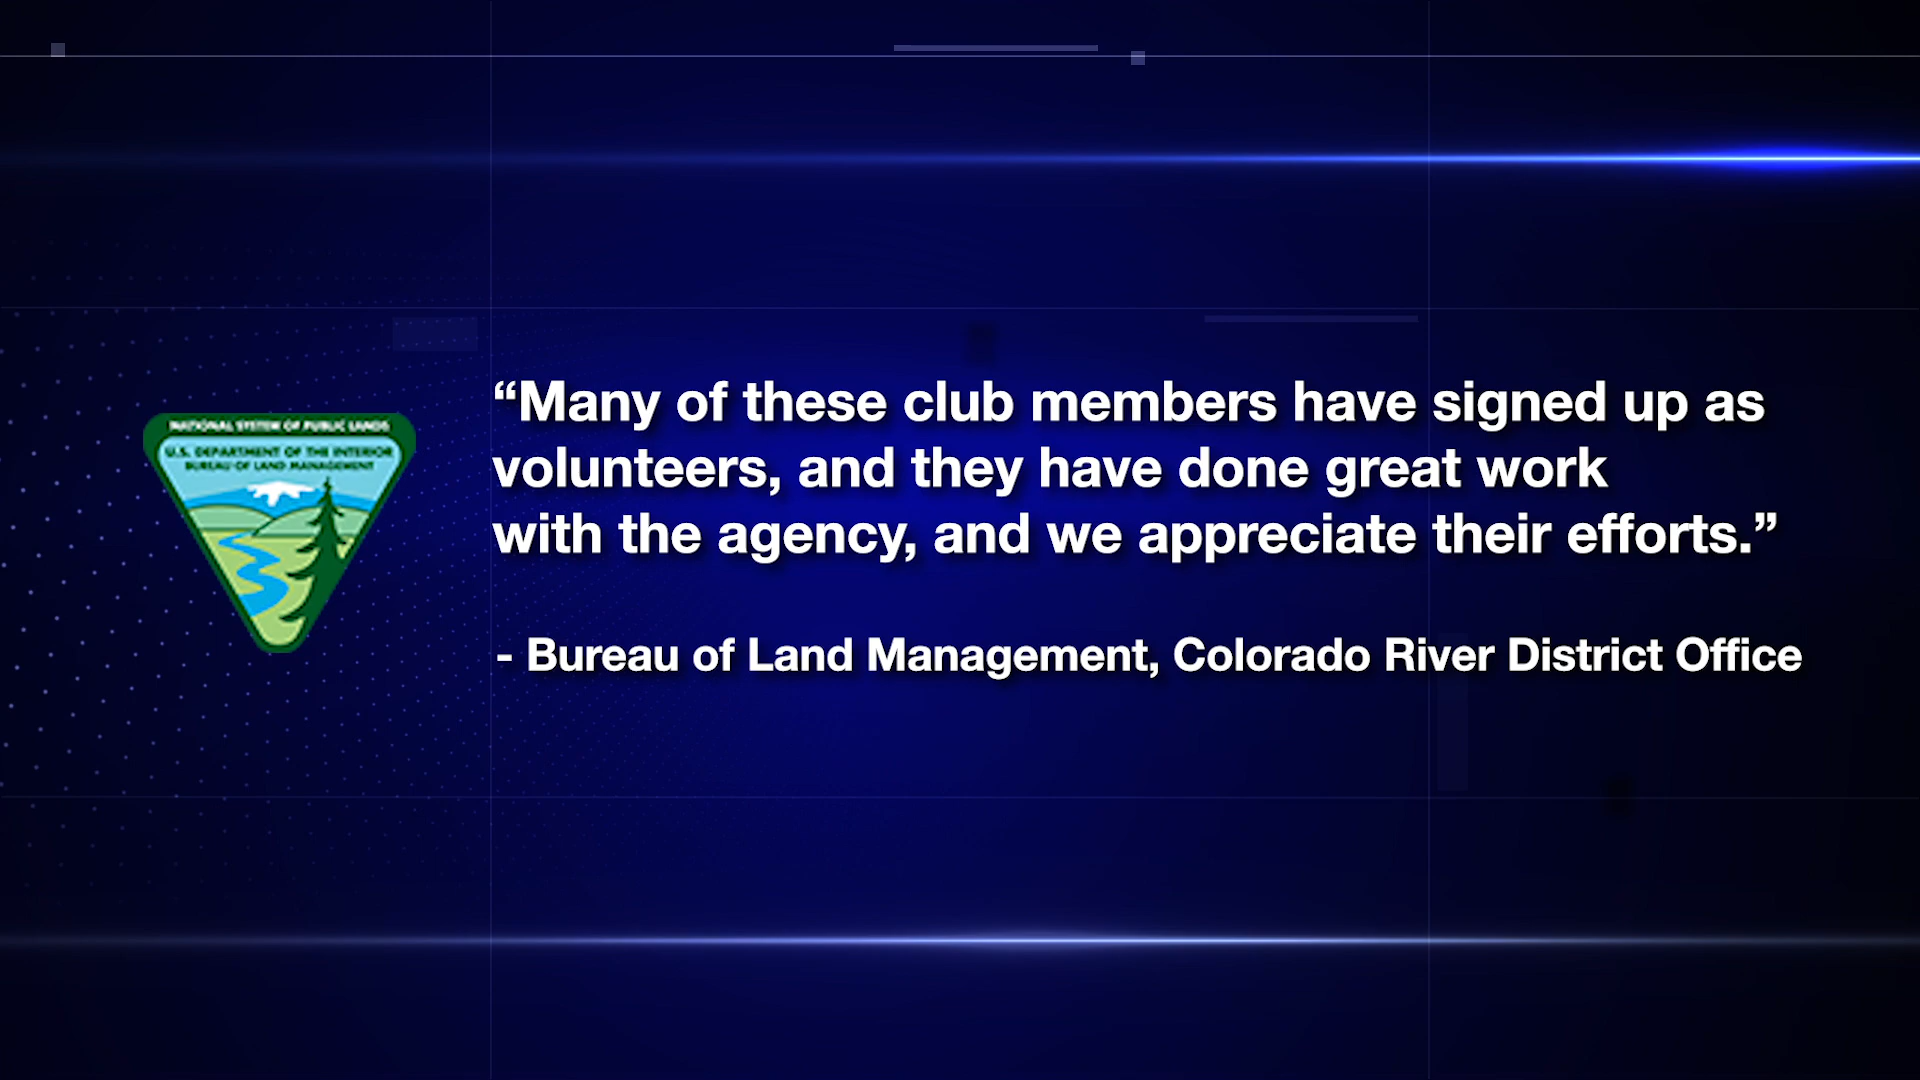 NATIONAL SYSTEM OF PUBLIC LANDS
U.S. DEPARTMENT OF THE INTERIOR
BUREAU OF LAND MANAGEMENT
“Many of these club members have signed up as
volunteers, and they have done great work
with the agency, and we appreciate their efforts.”
- Bureau of Land Management, Colorado River District Office